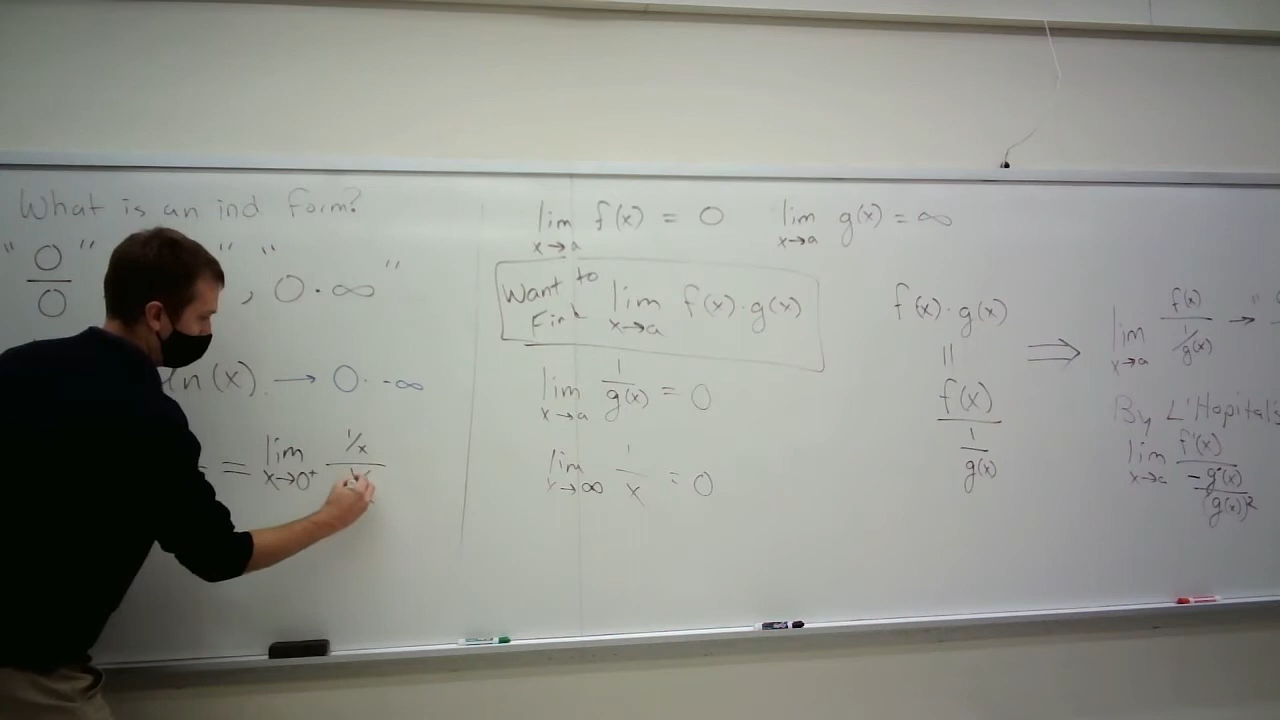 What is an ind form?
" 0/0 " " , " 0 · ∞ "
ln(x) → 0 · -∞
= lim x→0⁺ 1/x
lim x→a f(x) = 0 lim x→a g(x) = ∞
Want to Find lim x→a f(x)·g(x)
lim x→a 1/g(x) = 0
lim x→∞ 1/x = 0
f(x)·g(x)
=
f(x) / (1/g(x))
⇒
lim x→a f(x) / (1/g(x)) → "
By L'Hopital's
lim x→a f'(x) / (-g'(x)/(g(x))²)